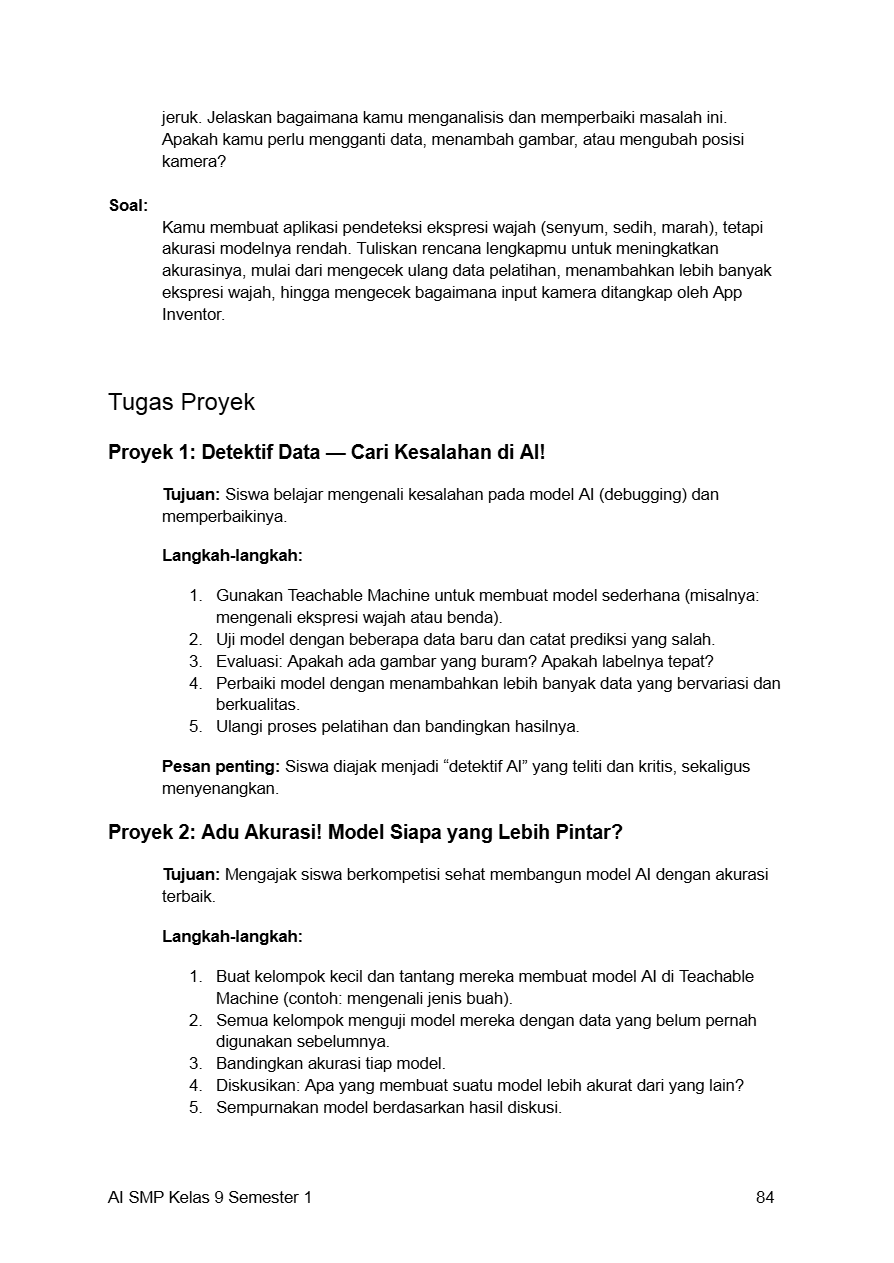 jeruk. Jelaskan bagaimana kamu menganalisis dan memperbaiki masalah ini.
Apakah kamu perlu mengganti data, menambah gambar, atau mengubah posisi
kamera?
Soal:
Kamu membuat aplikasi pendeteksi ekspresi wajah (senyum, sedih, marah), tetapi
akurasi modelnya rendah. Tuliskan rencana lengkapmu untuk meningkatkan
akurasinya, mulai dari mengecek ulang data pelatihan, menambahkan lebih banyak
ekspresi wajah, hingga mengecek bagaimana input kamera ditangkap oleh App
Inventor.
Tugas Proyek
Proyek 1: Detektif Data — Cari Kesalahan di AI!
Tujuan: Siswa belajar mengenali kesalahan pada model AI (debugging) dan
memperbaikinya.
Langkah-langkah:
1. Gunakan Teachable Machine untuk membuat model sederhana (misalnya:
mengenali ekspresi wajah atau benda).
2. Uji model dengan beberapa data baru dan catat prediksi yang salah.
3. Evaluasi: Apakah ada gambar yang buram? Apakah labelnya tepat?
4. Perbaiki model dengan menambahkan lebih banyak data yang bervariasi dan
berkualitas.
5. Ulangi proses pelatihan dan bandingkan hasilnya.
Pesan penting: Siswa diajak menjadi “detektif AI” yang teliti dan kritis, sekaligus
menyenangkan.
Proyek 2: Adu Akurasi! Model Siapa yang Lebih Pintar?
Tujuan: Mengajak siswa berkompetisi sehat membangun model AI dengan akurasi
terbaik.
Langkah-langkah:
1. Buat kelompok kecil dan tantang mereka membuat model AI di Teachable
Machine (contoh: mengenali jenis buah).
2. Semua kelompok menguji model mereka dengan data yang belum pernah
digunakan sebelumnya.
3. Bandingkan akurasi tiap model.
4. Diskusikan: Apa yang membuat suatu model lebih akurat dari yang lain?
5. Sempurnakan model berdasarkan hasil diskusi.
AI SMP Kelas 9 Semester 1 84